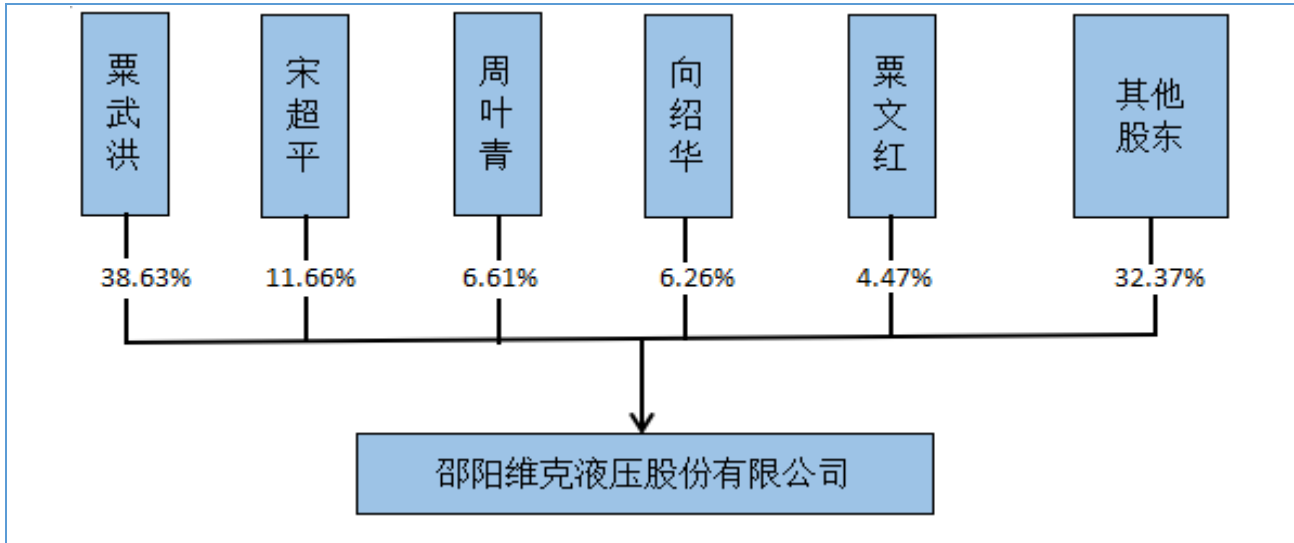 粟武洪
宋超平
周叶青
向绍华
粟文红
其他
股东
38.63%
11.66%
6.61%
6.26%
4.47%
32.37%
邵阳维克液压股份有限公司